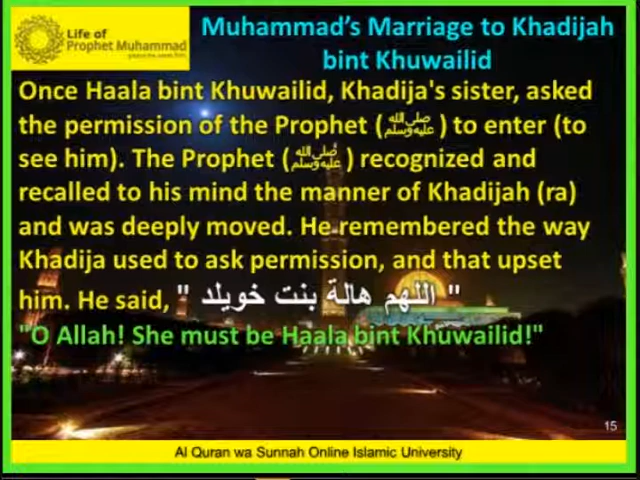 Life of
Prophet Muhammad
Muhammad’s Marriage to Khadijah
bint Khuwailid
Once Haala bint Khuwailid, Khadija's sister, asked
the permission of the Prophet (ﷺ) to enter (to
see him). The Prophet (ﷺ) recognized and
recalled to his mind the manner of Khadijah (ra)
and was deeply moved. He remembered the way
Khadija used to ask permission, and that upset
him. He said, " اللهم هالة بنت خويلد "
"O Allah! She must be Haala bint Khuwailid!"
15
Al Quran wa Sunnah Online Islamic University